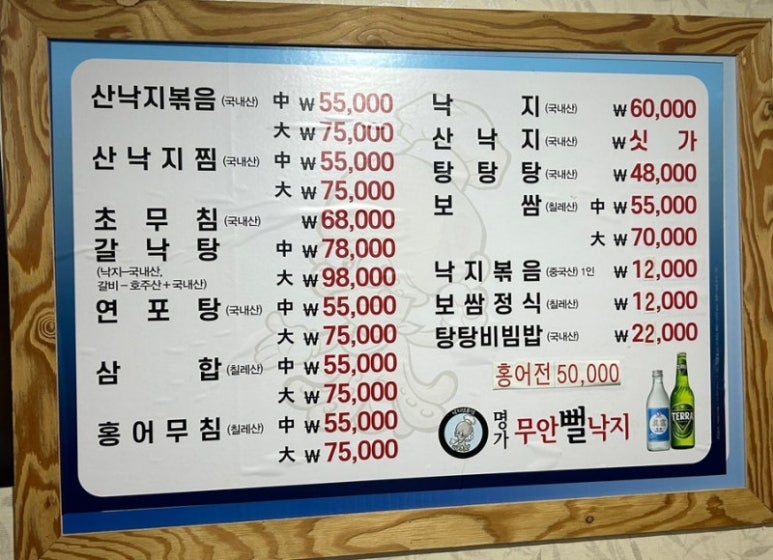 산낙지볶음 (국내산) 中 ₩ 55,000
大 ₩ 75,000
산낙지찜 (국내산) 中 ₩ 55,000
大 ₩ 75,000
초무침 (국내산) ₩ 68,000
갈낙탕 中 ₩ 78,000
(낙지-국내산,
갈비-호주산+국내산) 大 ₩ 98,000
연포탕 (국내산) 中 ₩ 55,000
大 ₩ 75,000
삼합 (칠레산) 中 ₩ 55,000
大 ₩ 75,000
홍어무침 (칠레산) 中 ₩ 55,000
大 ₩ 75,000
낙지 (국내산) ₩ 60,000
산낙지 (국내산) ₩ 싯가
탕탕탕 (국내산) ₩ 48,000
보쌈 (칠레산) 中 ₩ 55,000
大 ₩ 70,000
낙지볶음 (중국산) 1인 ₩ 12,000
보쌈정식 (칠레산) ₩ 12,000
탕탕비빔밥 (국내산) ₩ 22,000
홍어전 50,000
명가 무안뻘낙지
TERRA